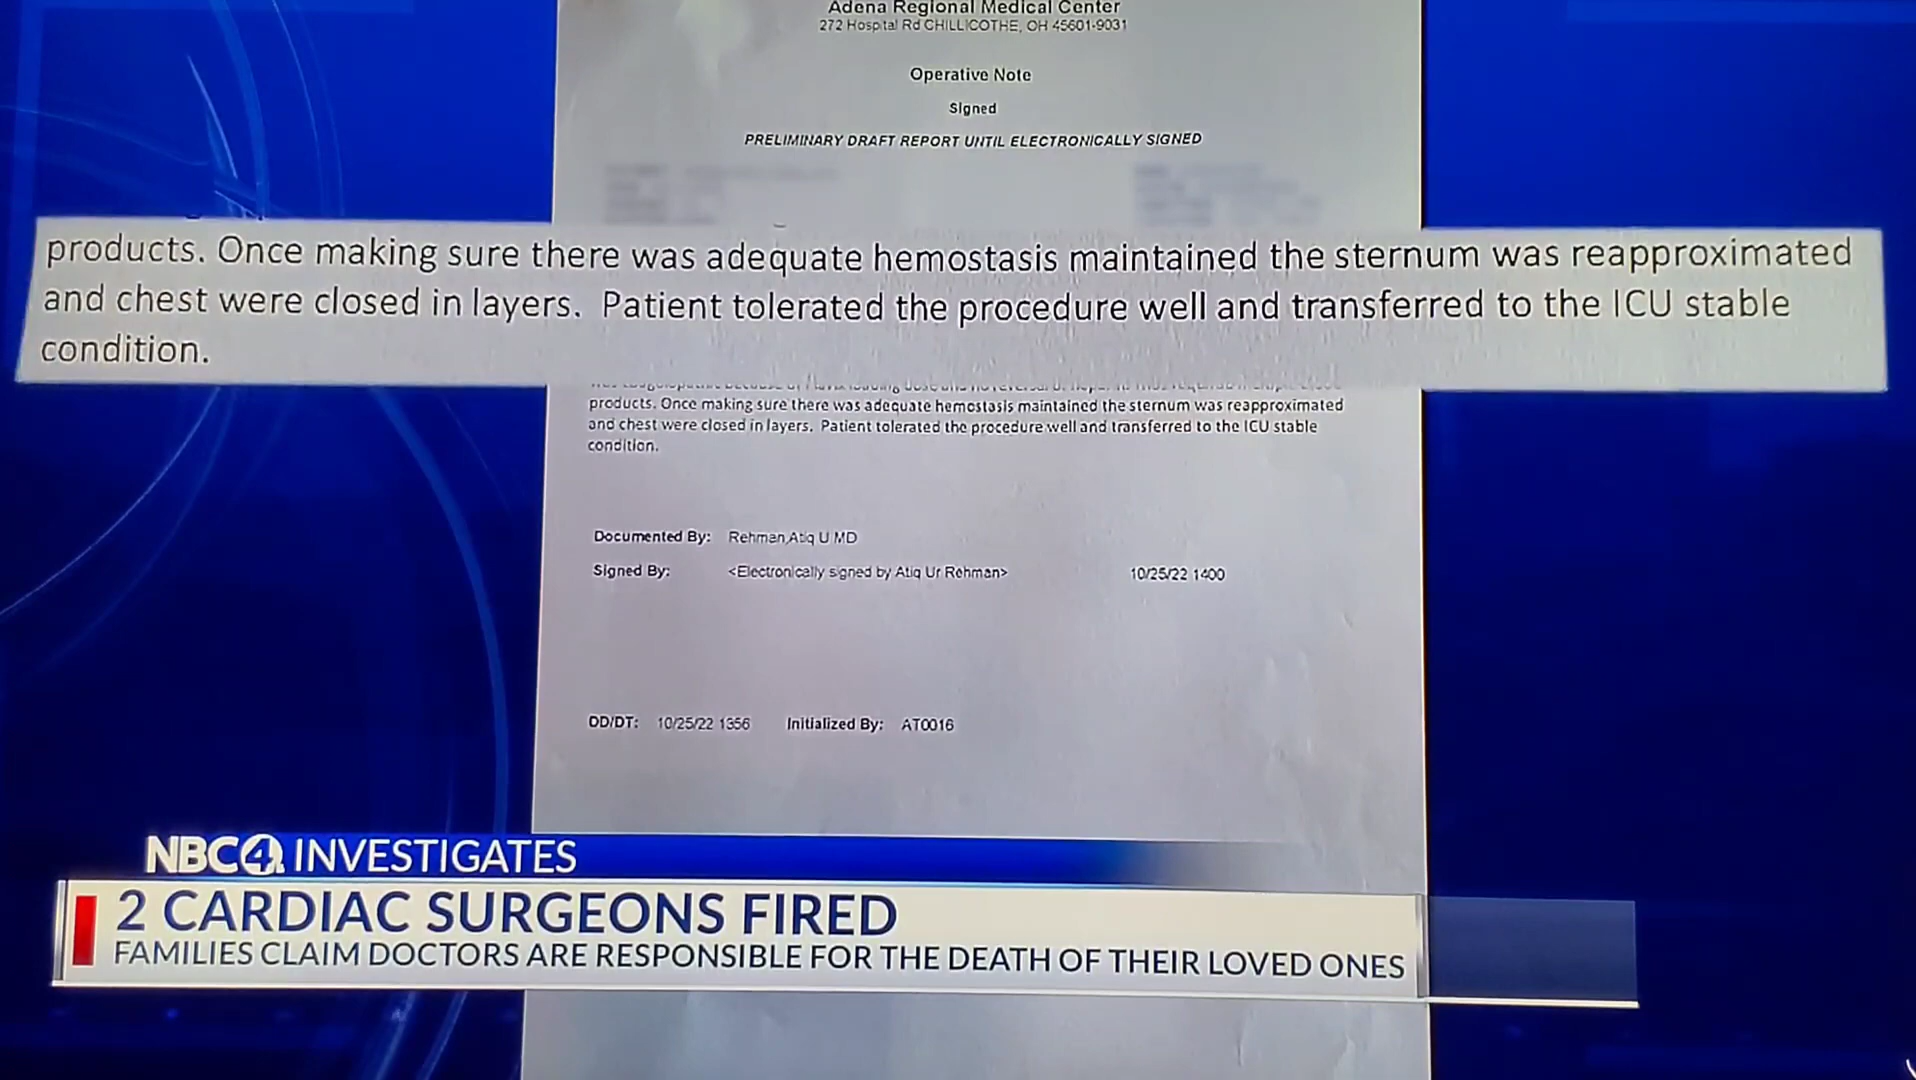 Adena Regional Medical Center
272 Hospital Rd CHILLICOTHE, OH 45601-9031
Operative Note
Signed
PRELIMINARY DRAFT REPORT UNTIL ELECTRONICALLY SIGNED
products. Once making sure there was adequate hemostasis maintained the sternum was reapproximated
and chest were closed in layers. Patient tolerated the procedure well and transferred to the ICU stable
condition.
products. Once making sure there was adequate hemostasis maintained the sternum was reapproximated
and chest were closed in layers. Patient tolerated the procedure well and transferred to the ICU stable
condition.
Documented By: Rehman,Atiq U MD
Signed By: <Electronically signed by Atiq Ur Rehman> 10/25/22 1400
DD/DT: 10/25/22 1356 Initialized By: AT0016
NBC4 INVESTIGATES
2 CARDIAC SURGEONS FIRED
FAMILIES CLAIM DOCTORS ARE RESPONSIBLE FOR THE DEATH OF THEIR LOVED ONES